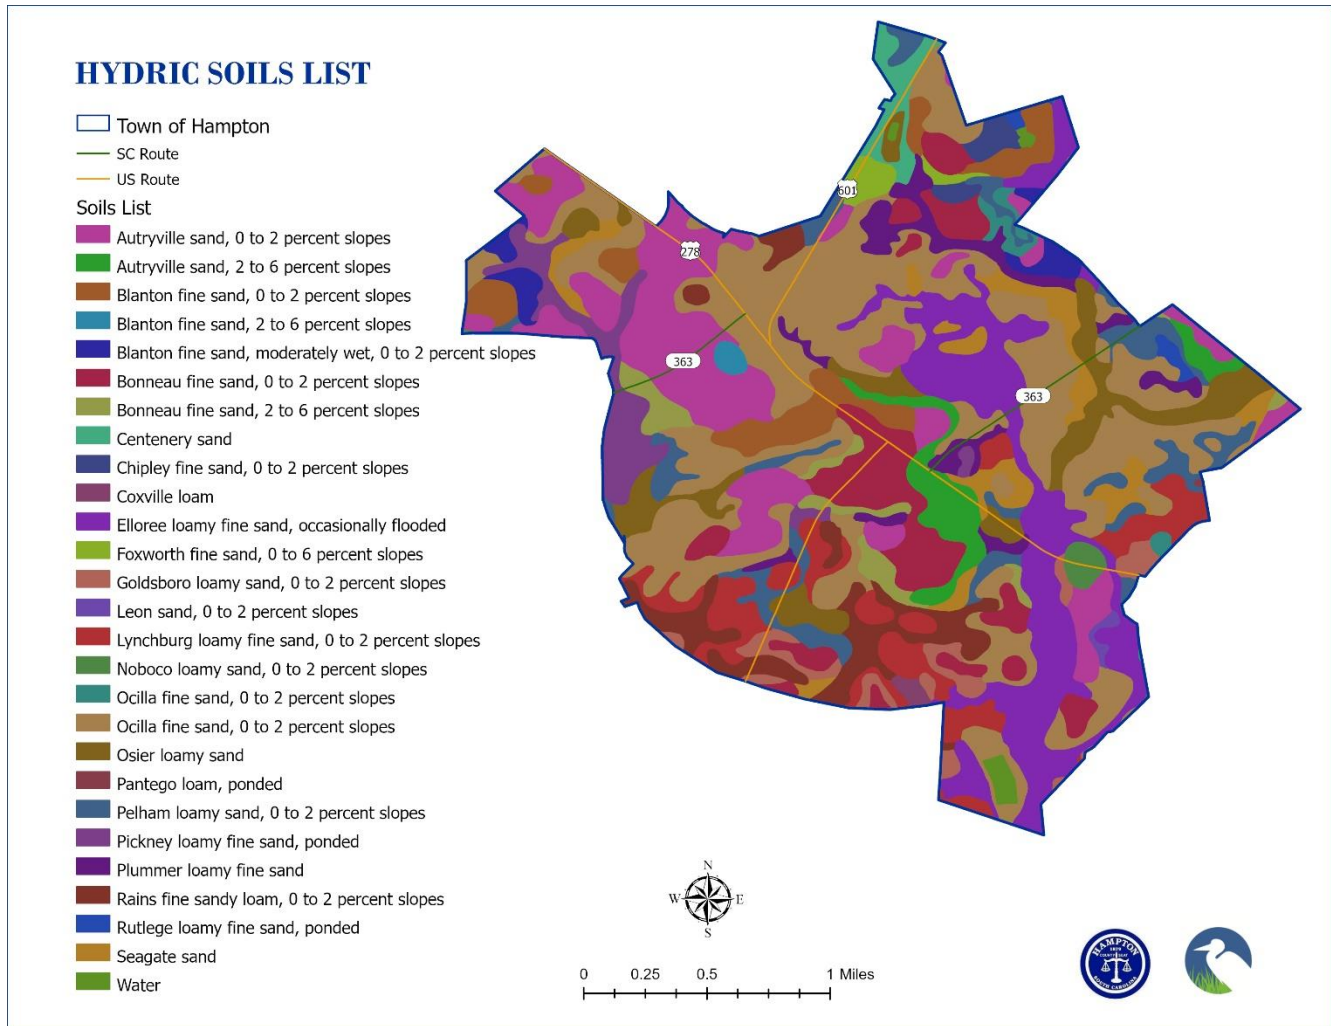 HYDRIC SOILS LIST
Town of Hampton
SC Route
US Route
Soils List
Autryville sand, 0 to 2 percent slopes
Autryville sand, 2 to 6 percent slopes
Blanton fine sand, 0 to 2 percent slopes
Blanton fine sand, 2 to 6 percent slopes
Blanton fine sand, moderately wet, 0 to 2 percent slopes
Bonneau fine sand, 0 to 2 percent slopes
Bonneau fine sand, 2 to 6 percent slopes
Centenery sand
Chipley fine sand, 0 to 2 percent slopes
Coxville loam
Elloree loamy fine sand, occasionally flooded
Foxworth fine sand, 0 to 6 percent slopes
Goldsboro loamy sand, 0 to 2 percent slopes
Leon sand, 0 to 2 percent slopes
Lynchburg loamy fine sand, 0 to 2 percent slopes
Noboco loamy sand, 0 to 2 percent slopes
Ocilla fine sand, 0 to 2 percent slopes
Ocilla fine sand, 0 to 2 percent slopes
Osier loamy sand
Pantego loam, ponded
Pelham loamy sand, 0 to 2 percent slopes
Pickney loamy fine sand, ponded
Plummer loamy fine sand
Rains fine sandy loam, 0 to 2 percent slopes
Rutlege loamy fine sand, ponded
Seagate sand
Water
601
278
363
363
N
W E
S
0 0.25 0.5 1 Miles
HAMPTON
1879
COUNTY SEAT
SOUTH CAROLINA